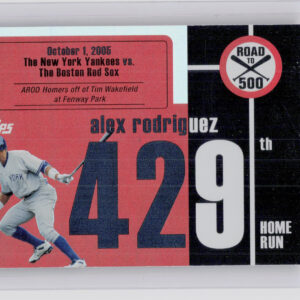 October 1, 2005
The New York Yankees vs.
The Boston Red Sox
AROD Homers off of Tim Wakefield
at Fenway Park
ROAD
TO
500
Topps
alex rodriguez
429
th
HOME
RUN
YORK